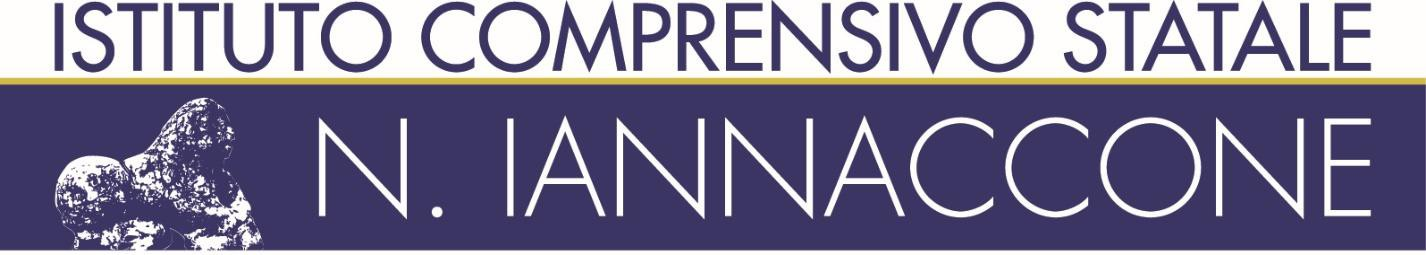 ISTITUTO COMPRENSIVO STATALE
N. IANNACCONE